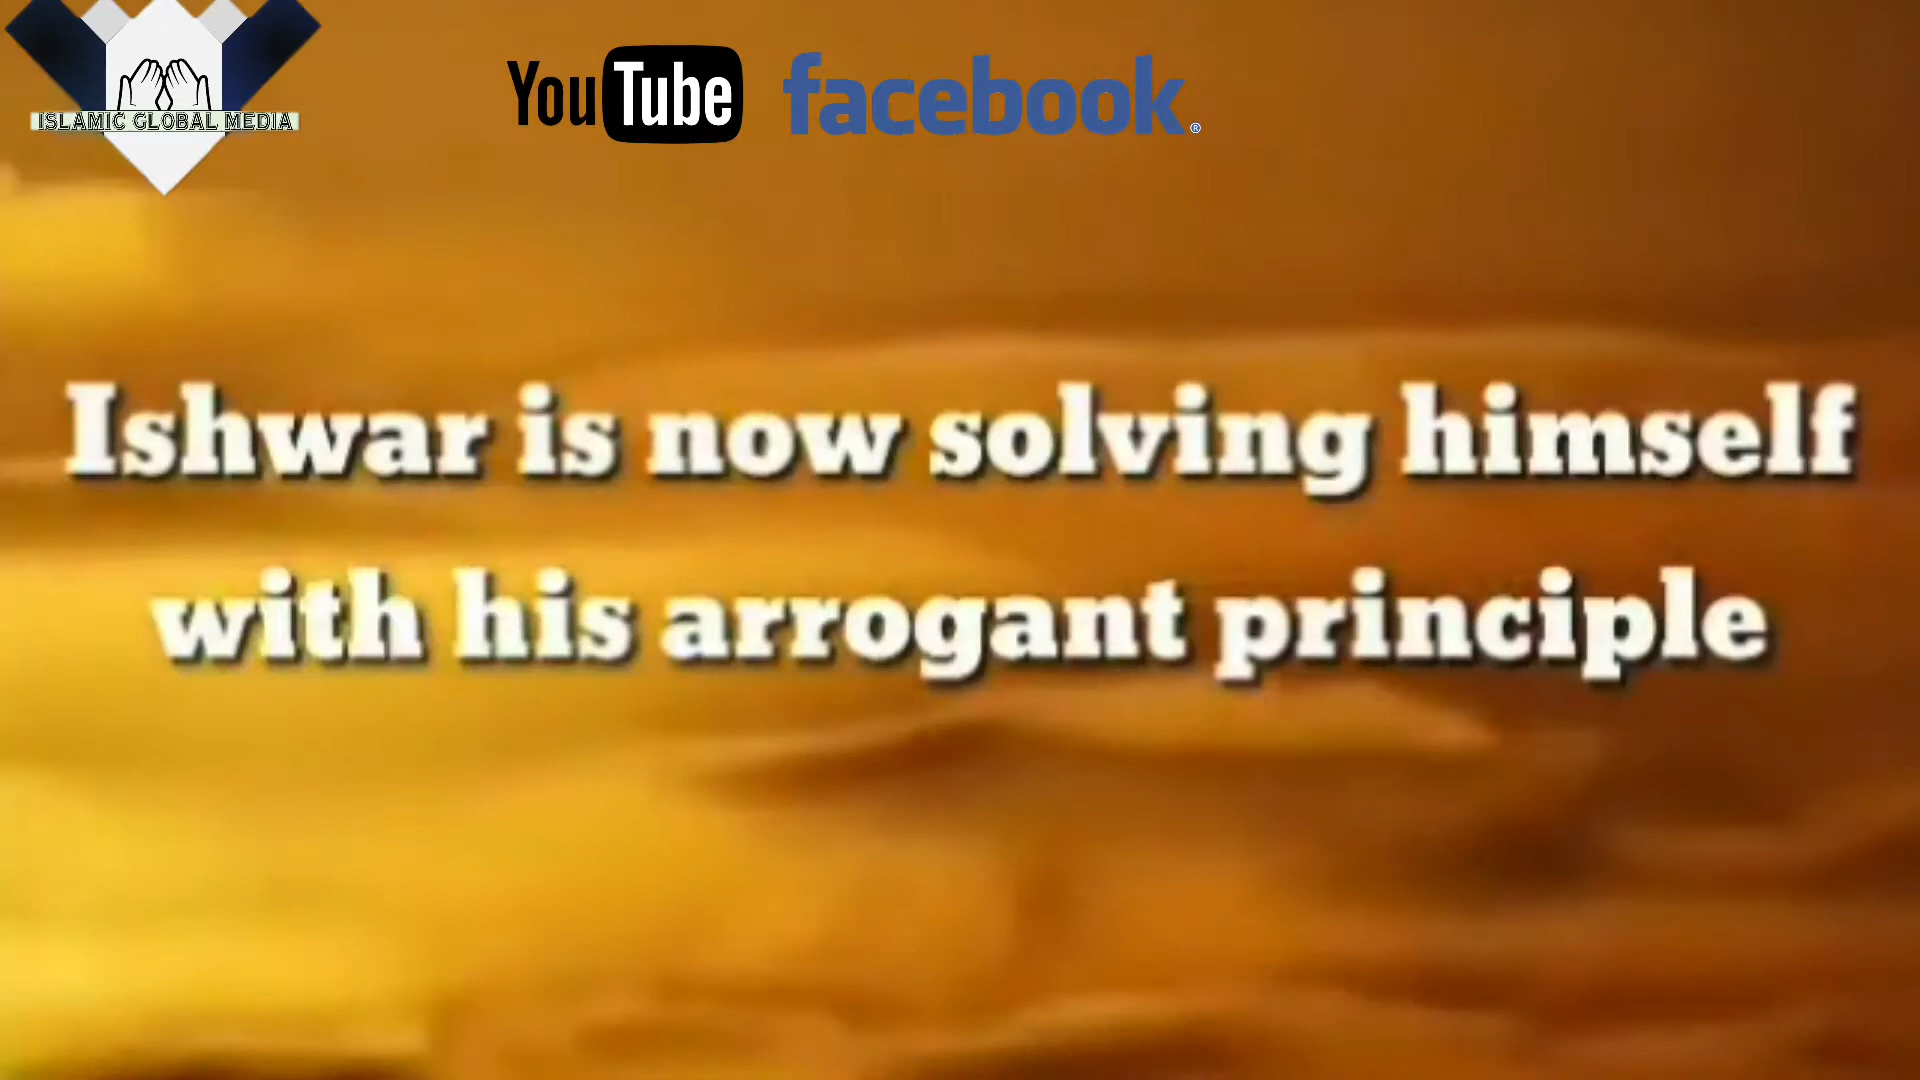 ISLAMIC GLOBAL MEDIA
YouTube facebook®
Ishwar is now solving himself
with his arrogant principle